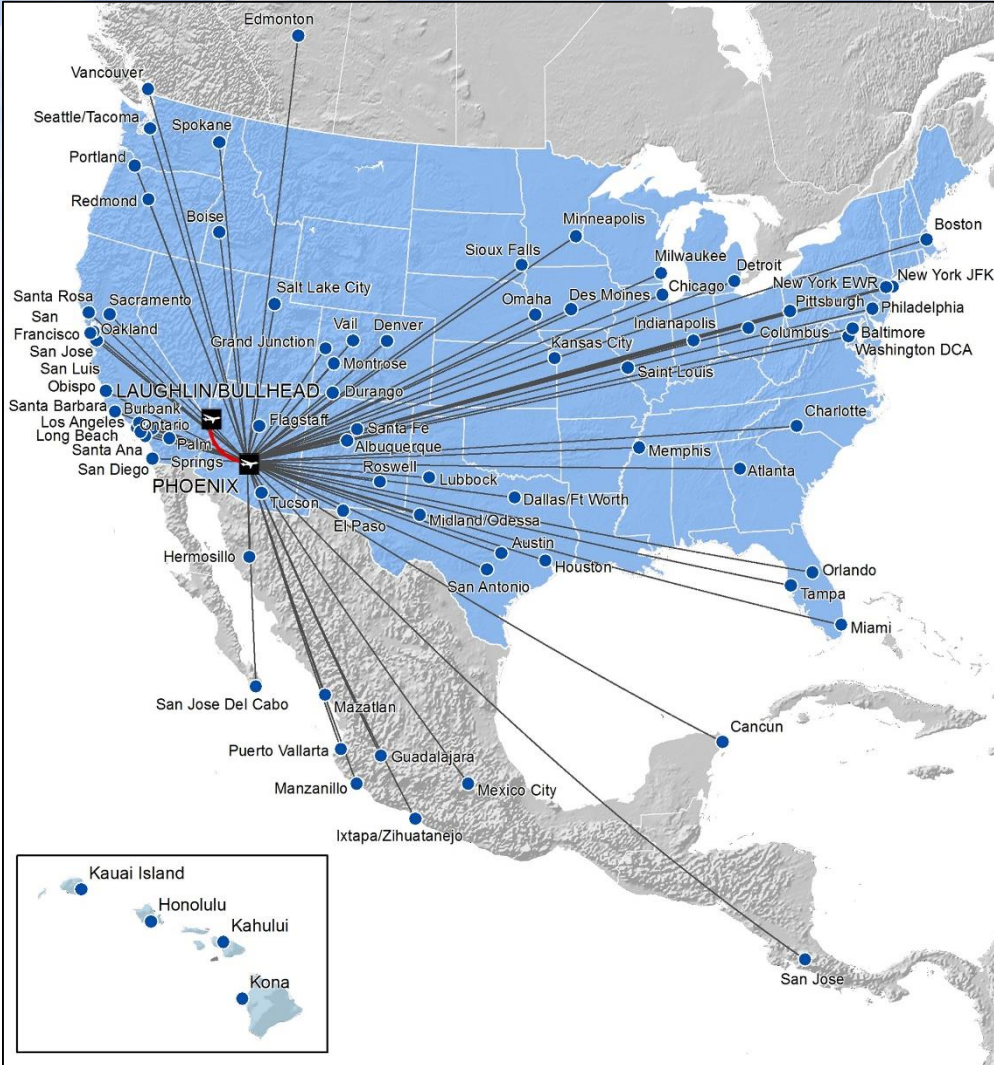 Edmonton
Vancouver
Seattle/Tacoma
Spokane
Portland
Redmond
Boise
Minneapolis
Boston
Sioux Falls
Milwaukee
Detroit
New York JFK
New York EWR
Salt Lake City
Omaha
Des Moines
Chicago
Pittsburgh
Philadelphia
Santa Rosa
Sacramento
San
Francisco
Oakland
Vail
Denver
Indianapolis
Columbus
Baltimore
Washington DCA
Grand Junction
Kansas City
San Jose
Montrose
Saint Louis
San Luis
Obispo
LAUGHLIN/BULLHEAD
Durango
Santa Barbara
Burbank
Charlotte
Los Angeles
Ontario
Flagstaff
Santa Fe
Long Beach
Palm
Springs
Albuquerque
Memphis
Santa Ana
San Diego
Roswell
Lubbock
Atlanta
PHOENIX
Tucson
Dallas/Ft Worth
El Paso
Midland/Odessa
Hermosillo
Austin
Houston
San Antonio
Orlando
Tampa
Miami
San Jose Del Cabo
Mazatlan
Cancun
Puerto Vallarta
Guadalajara
Manzanillo
Mexico City
Ixtapa/Zihuatanejo
Kauai Island
Honolulu
Kahului
Kona
San Jose